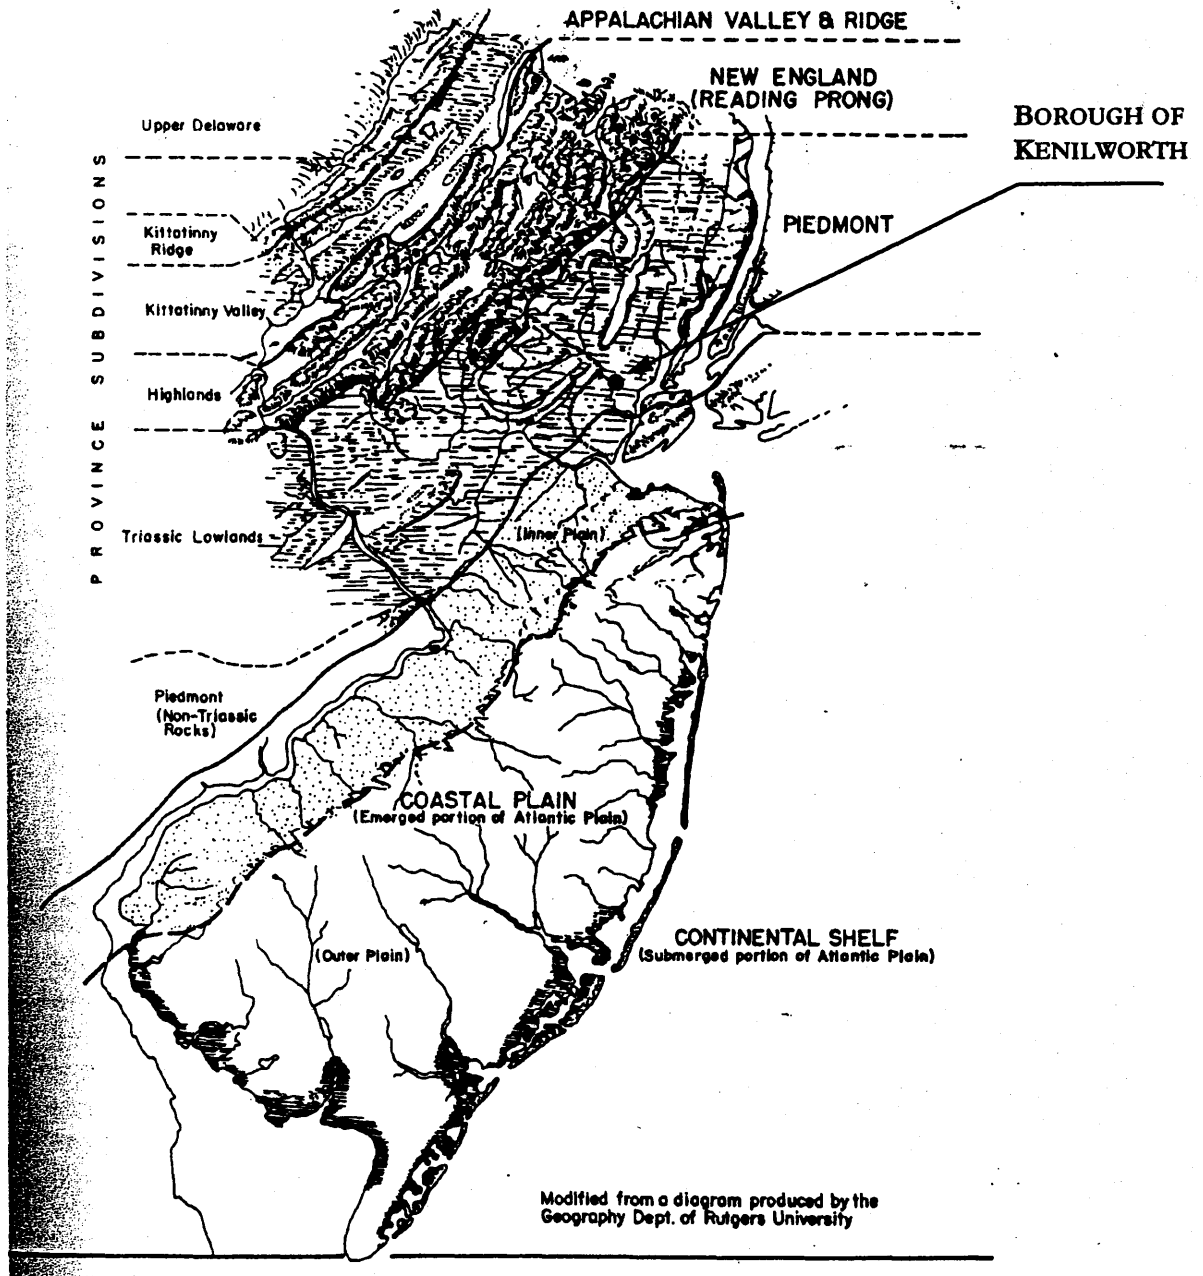 APPALACHIAN VALLEY & RIDGE
NEW ENGLAND
(READING PRONG)
BOROUGH OF
KENILWORTH
Upper Delaware
PIEDMONT
Kittatinny
Ridge
Kittatinny Valley
Highlands
PROVINCE SUBDIVISIONS
Triassic Lowlands
(Inner Plain)
Piedmont
(Non-Triassic
Rocks)
COASTAL PLAIN
(Emerged portion of Atlantic Plain)
CONTINENTAL SHELF
(Submerged portion of Atlantic Plain)
(Outer Plain)
Modified from a diagram produced by the
Geography Dept. of Rutgers University